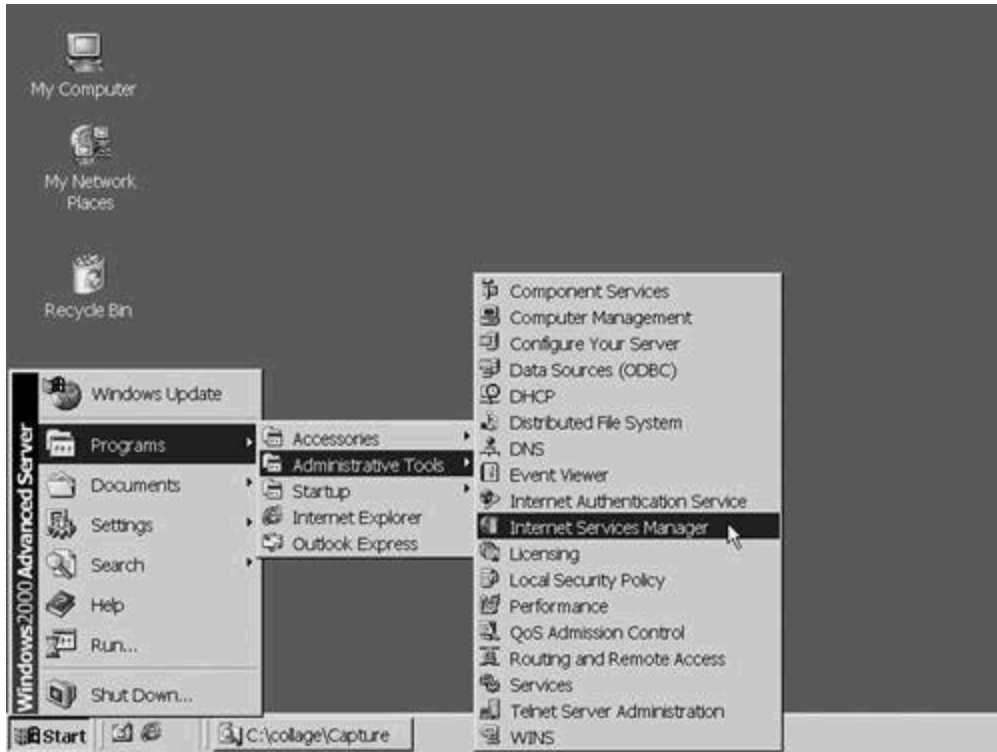 My Computer
My Network
Places
Recycle Bin
Windows 2000 Advanced Server
Windows Update
Programs
Documents
Settings
Search
Help
Run...
Shut Down...
Accessories
Administrative Tools
Startup
Internet Explorer
Outlook Express
Component Services
Computer Management
Configure Your Server
Data Sources (ODBC)
DHCP
Distributed File System
DNS
Event Viewer
Internet Authentication Service
Internet Services Manager
Licensing
Local Security Policy
Performance
QoS Admission Control
Routing and Remote Access
Services
Telnet Server Administration
WINS
Start
C:\collage\Capture